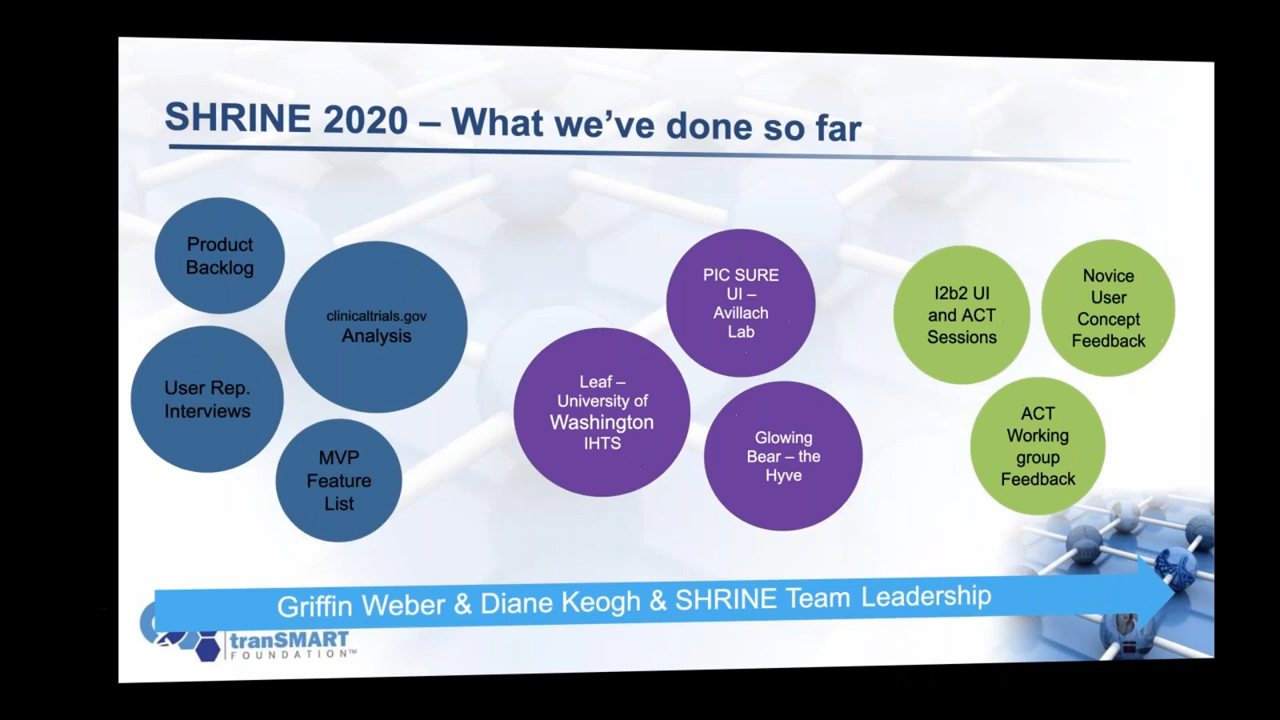 SHRINE 2020 – What we've done so far
Product
Backlog
clinicaltrials.gov
Analysis
User Rep.
Interviews
MVP
Feature
List
PIC SURE
UI –
Avillach
Lab
Leaf –
University of
Washington
IHTS
Glowing
Bear – the
Hyve
I2b2 UI
and ACT
Sessions
Novice
User
Concept
Feedback
ACT
Working
group
Feedback
Griffin Weber & Diane Keogh & SHRINE Team Leadership
tranSMART
FOUNDATION™